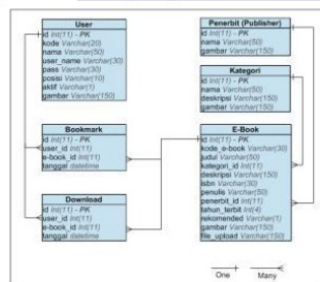 User
id Int(11) - PK
kode Varchar(20)
nama Varchar(50)
user_name Varchar(30)
pass Varchar(30)
posisi Varchar(10)
aktif Varchar(1)
gambar Varchar(150)
Penerbit (Publisher)
id Int(11) - PK
nama Varchar(50)
gambar Varchar(150)
Kategori
id Int(11) - PK
nama Varchar(50)
deskripsi Varchar(150)
gambar Varchar(150)
Bookmark
id Int(11) - PK
user_id Int(11)
e-book_id Int(11)
tanggal datetime
E-Book
id Int(11) - PK
kode_e-book Varchar(30)
judul Varchar(50)
kategori_id Int(11)
deskripsi Varchar(150)
isbn Varchar(30)
penulis Varchar(50)
penerbit_id Int(11)
tahun_terbit Int(4)
rekomended Varchar(1)
gambar Varchar(150)
file_upload Varchar(150)
Download
id Int(11) - PK
user_id Int(11)
e-book_id Int(11)
tanggal datetime
One Many